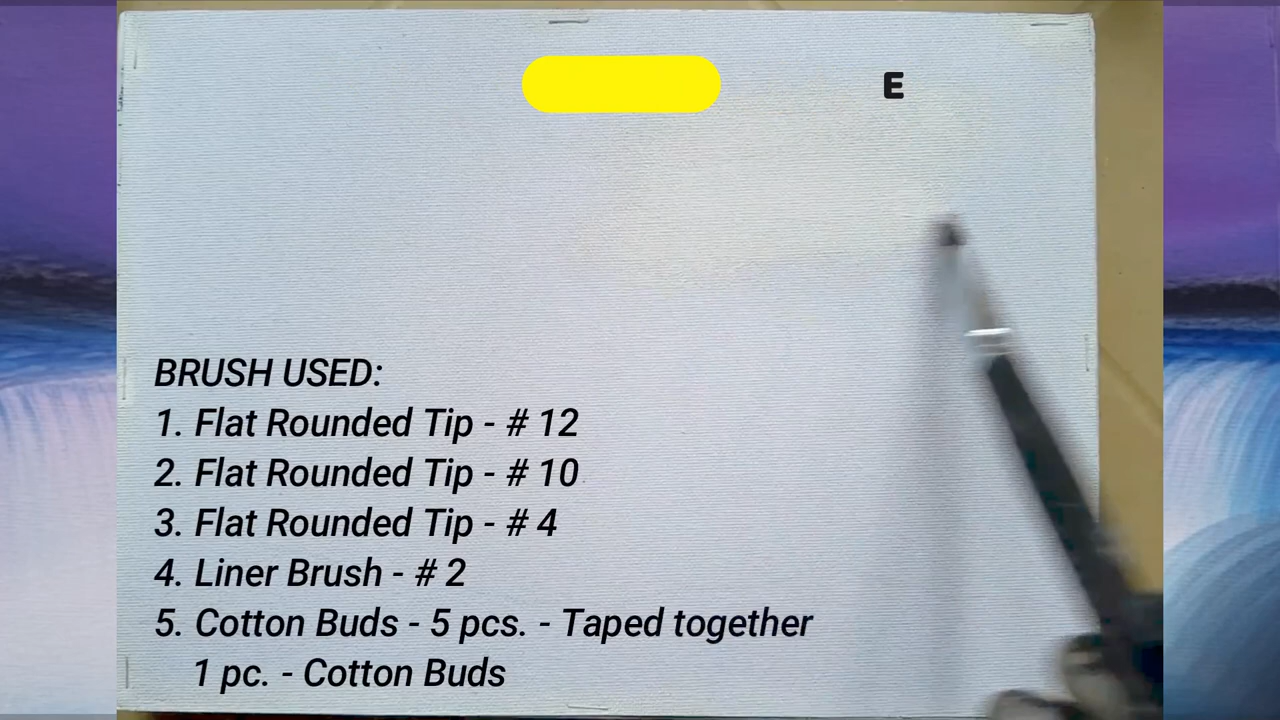 E
BRUSH USED:
1. Flat Rounded Tip - # 12
2. Flat Rounded Tip - # 10
3. Flat Rounded Tip - # 4
4. Liner Brush - # 2
5. Cotton Buds - 5 pcs. - Taped together
1 pc. - Cotton Buds